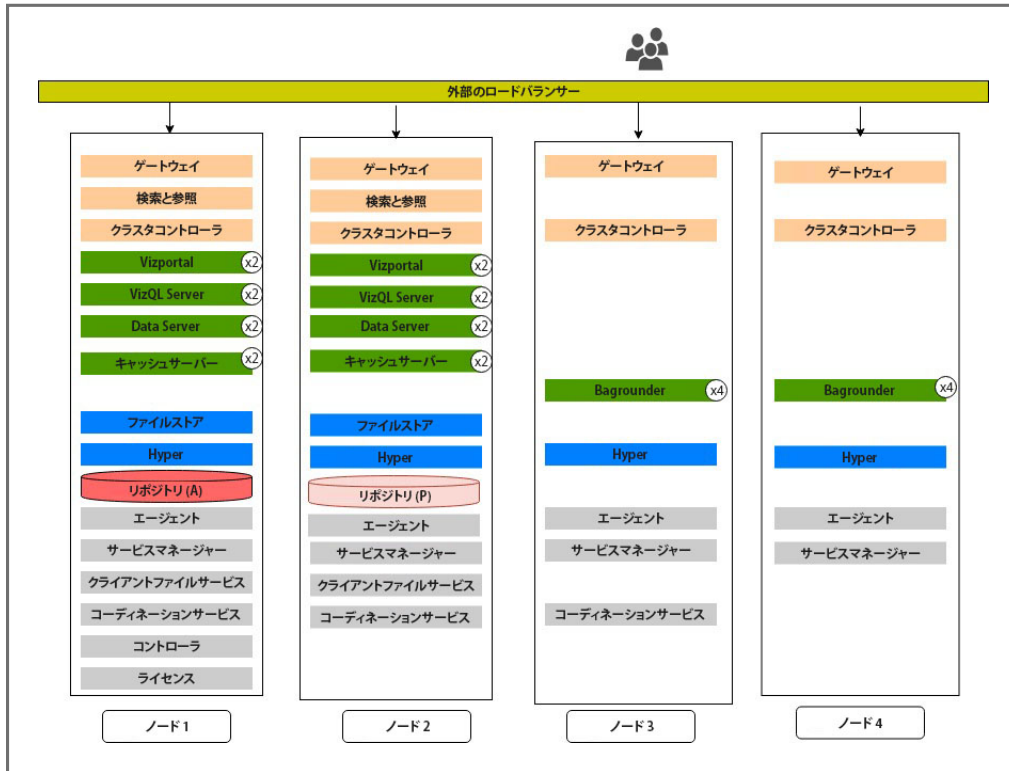 外部のロードバランサー
ゲートウェイ
検索と参照
クラスタコントローラ
Vizportal
x2
VizQL Server
x2
Data Server
x2
キャッシュサーバー
x2
ファイルストア
Hyper
リポジトリ (A)
エージェント
サービスマネージャー
クライアントファイルサービス
コーディネーションサービス
コントローラ
ライセンス
ノード 1
ゲートウェイ
検索と参照
クラスタコントローラ
Vizportal
x2
VizQL Server
x2
Data Server
x2
キャッシュサーバー
x2
ファイルストア
Hyper
リポジトリ (P)
エージェント
サービスマネージャー
クライアントファイルサービス
コーディネーションサービス
ノード 2
ゲートウェイ
クラスタコントローラ
Bagrounder
x4
Hyper
エージェント
サービスマネージャー
コーディネーションサービス
ノード 3
ゲートウェイ
クラスタコントローラ
Bagrounder
x4
Hyper
エージェント
サービスマネージャー
ノード 4